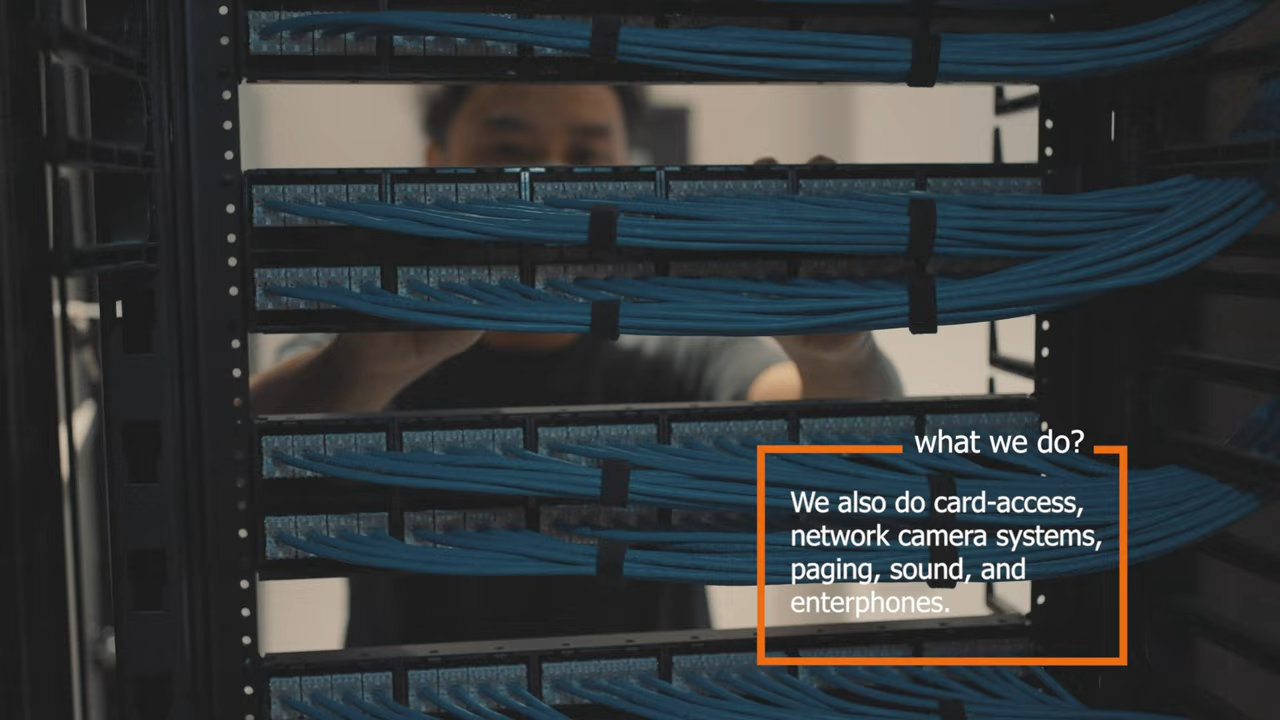 what we do?
We also do card-access,
network camera systems,
paging, sound, and
enterphones.